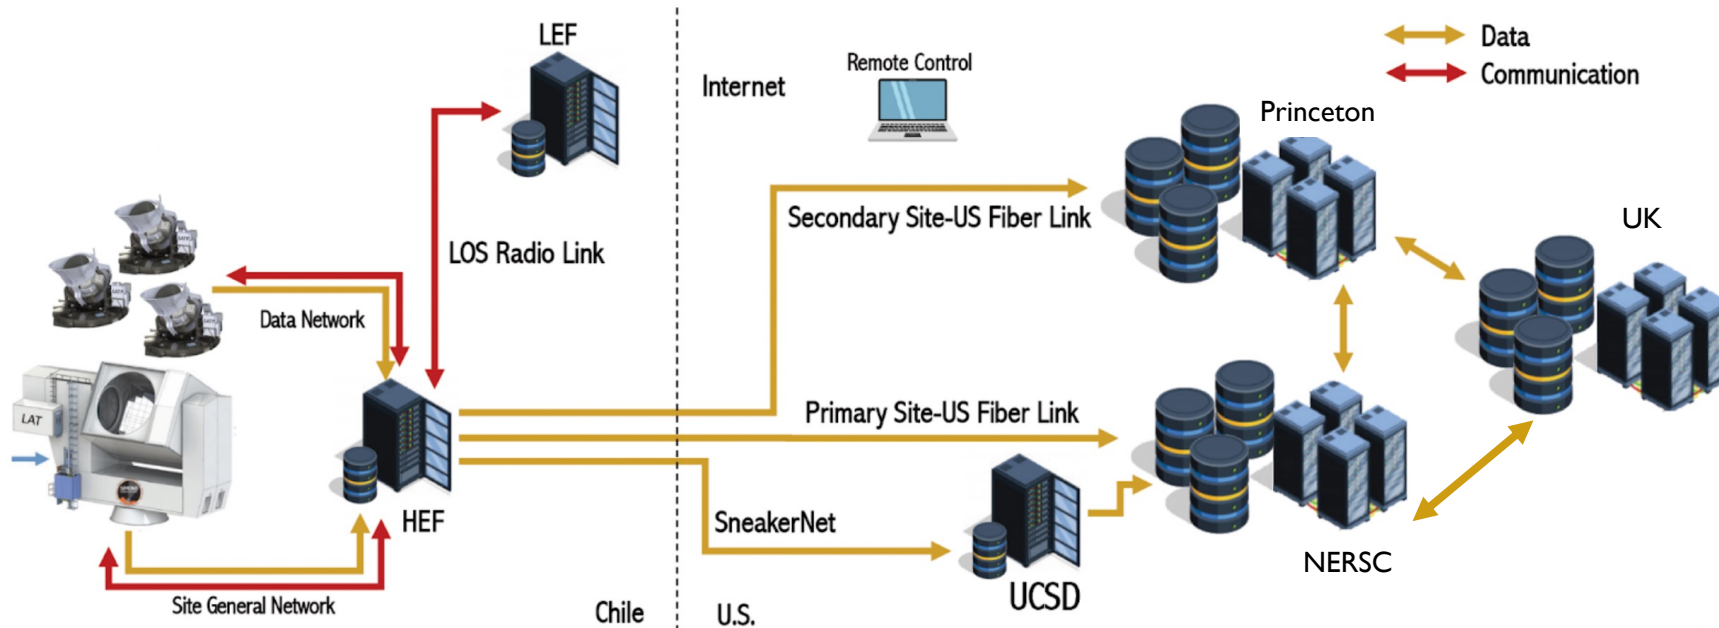 LEF
Internet
Remote Control
Data
Communication
Princeton
Secondary Site-US Fiber Link
UK
LOS Radio Link
Data Network
Primary Site-US Fiber Link
LAT
HEF
SneakerNet
UCSD
NERSC
Site General Network
Chile
U.S.